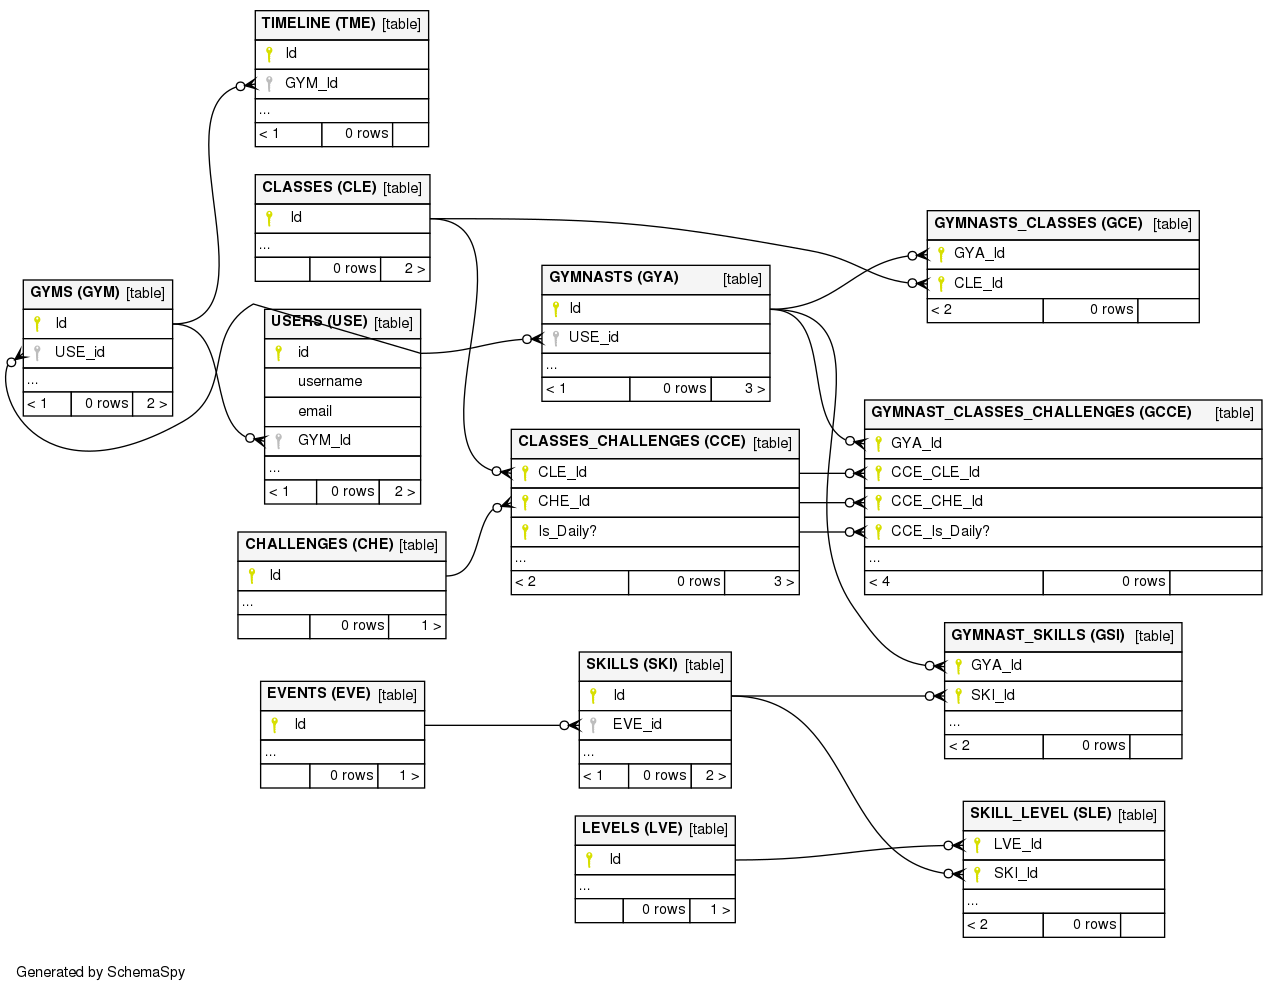 TIMELINE (TME) [table]
Id
GYM_Id
...
< 1 0 rows
CLASSES (CLE) [table]
Id
...
0 rows 2 >
GYMS (GYM) [table]
Id
USE_id
...
< 1 0 rows 2 >
USERS (USE) [table]
id
username
email
GYM_Id
...
< 1 0 rows 2 >
GYMNASTS (GYA) [table]
Id
USE_id
...
< 1 0 rows 3 >
GYMNASTS_CLASSES (GCE) [table]
GYA_Id
CLE_Id
< 2 0 rows
CLASSES_CHALLENGES (CCE) [table]
CLE_Id
CHE_Id
Is_Daily?
...
< 2 0 rows 3 >
GYMNAST_CLASSES_CHALLENGES (GCCE) [table]
GYA_Id
CCE_CLE_Id
CCE_CHE_Id
CCE_Is_Daily?
...
< 4 0 rows
CHALLENGES (CHE) [table]
Id
...
0 rows 1 >
GYMNAST_SKILLS (GSI) [table]
GYA_Id
SKI_Id
...
< 2 0 rows
EVENTS (EVE) [table]
Id
...
0 rows 1 >
SKILLS (SKI) [table]
Id
EVE_id
...
< 1 0 rows 2 >
LEVELS (LVE) [table]
Id
...
0 rows 1 >
SKILL_LEVEL (SLE) [table]
LVE_Id
SKI_Id
...
< 2 0 rows
Generated by SchemaSpy